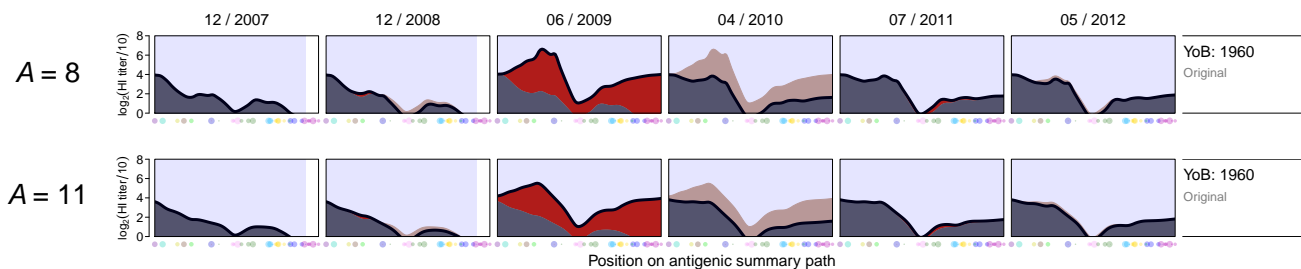 12 / 2007 12 / 2008 06 / 2009 04 / 2010 07 / 2011 05 / 2012
A = 8
log2(HI titer/10)
8
6
4
2
0
YoB: 1960
Original
A = 11
log2(HI titer/10)
8
6
4
2
0
YoB: 1960
Original
Position on antigenic summary path